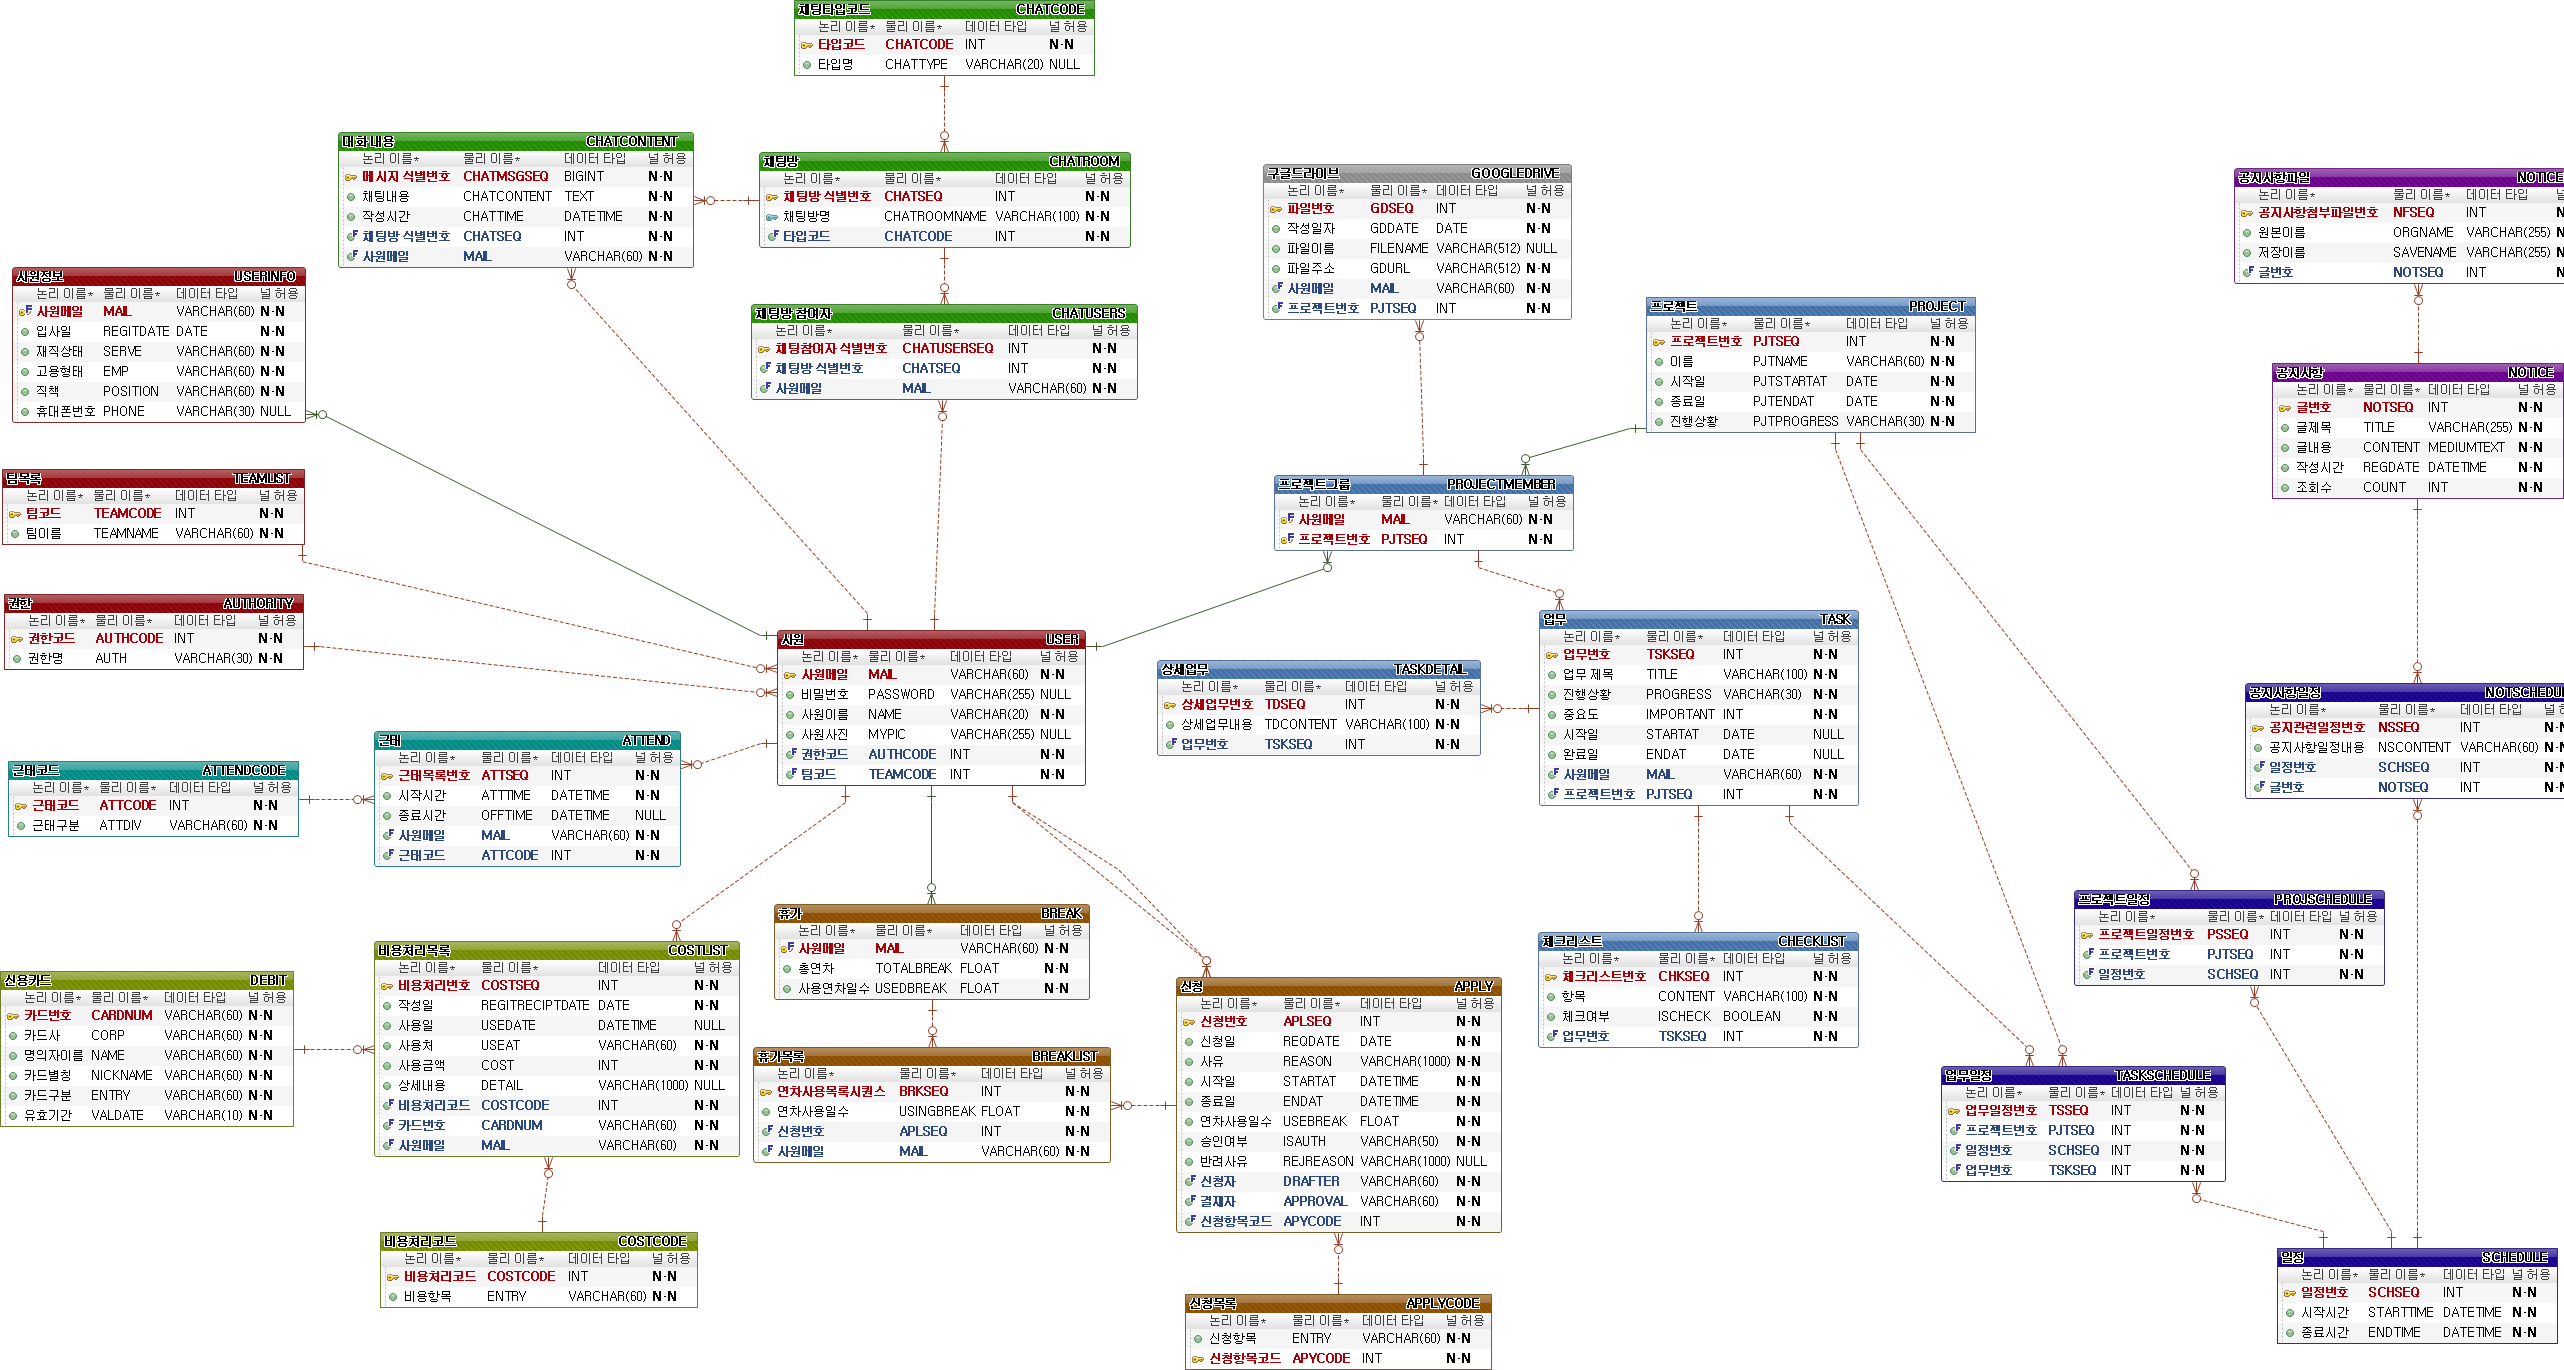 채팅타입코드 CHATCODE
논리 이름* 물리 이름* 데이터 타입 널 허용
타입코드 CHATCODE INT N-N
타입명 CHATTYPE VARCHAR(20) NULL
대화 내용 CHATCONTENT
논리 이름* 물리 이름* 데이터 타입 널 허용
메시지 식별번호 CHATMSGSEQ BIGINT N-N
채팅내용 CHATCONTENT TEXT N-N
작성시간 CHATTIME DATETIME N-N
채팅방 식별번호 CHATSEQ INT N-N
사원메일 MAIL VARCHAR(60) N-N
채팅방 CHATROOM
논리 이름* 물리 이름* 데이터 타입 널 허용
채팅방 식별번호 CHATSEQ INT N-N
채팅방명 CHATROOMNAME VARCHAR(100) N-N
타입코드 CHATCODE INT N-N
구글드라이브 GOOGLEDRIVE
논리 이름* 물리 이름* 데이터 타입 널 허용
파일번호 GDSEQ INT N-N
작성일자 GDDATE DATE N-N
파일이름 FILENAME VARCHAR(512) NULL
파일주소 GDURL VARCHAR(512) N-N
사원메일 MAIL VARCHAR(60) N-N
프로젝트번호 PJTSEQ INT N-N
공지사항파일 NOTICE
논리 이름* 물리 이름* 데이터 타입
공지사항첨부파일번호 NFSEQ INT N
원본이름 ORGNAME VARCHAR(255) N
저장이름 SAVENAME VARCHAR(255) N
글번호 NOTSEQ INT N
사원정보 USERINFO
논리 이름* 물리 이름* 데이터 타입 널 허용
사원메일 MAIL VARCHAR(60) N-N
입사일 REGITDATE DATE N-N
재직상태 SERVE VARCHAR(60) N-N
고용형태 EMP VARCHAR(60) N-N
직책 POSITION VARCHAR(60) N-N
휴대폰번호 PHONE VARCHAR(30) NULL
채팅방 참여자 CHATUSERS
논리 이름* 물리 이름* 데이터 타입 널 허용
채팅참여자 식별번호 CHATUSERSEQ INT N-N
채팅방 식별번호 CHATSEQ INT N-N
사원메일 MAIL VARCHAR(60) N-N
프로젝트 PROJECT
논리 이름* 물리 이름* 데이터 타입 널 허용
프로젝트번호 PJTSEQ INT N-N
이름 PJTNAME VARCHAR(60) N-N
시작일 PJTSTARTAT DATE N-N
종료일 PJTENDAT DATE N-N
진행상황 PJTPROGRESS VARCHAR(30) N-N
공지사항 NOTICE
논리 이름* 물리 이름* 데이터 타입 널 허용
글번호 NOTSEQ INT N-N
글제목 TITLE VARCHAR(255) N-N
글내용 CONTENT MEDIUMTEXT N-N
작성시간 REGDATE DATETIME N-N
조회수 COUNT INT N-N
팀목록 TEAMLIST
논리 이름* 물리 이름* 데이터 타입 널 허용
팀코드 TEAMCODE INT N-N
팀이름 TEAMNAME VARCHAR(60) N-N
프로젝트그룹 PROJECTMEMBER
논리 이름* 물리 이름* 데이터 타입 널 허용
사원메일 MAIL VARCHAR(60) N-N
프로젝트번호 PJTSEQ INT N-N
권한 AUTHORITY
논리 이름* 물리 이름* 데이터 타입 널 허용
권한코드 AUTHCODE INT N-N
권한명 AUTH VARCHAR(30) N-N
사원 USER
논리 이름* 물리 이름* 데이터 타입 널 허용
사원메일 MAIL VARCHAR(60) N-N
비밀번호 PASSWORD VARCHAR(255) NULL
사원이름 NAME VARCHAR(20) N-N
사원사진 MYPIC VARCHAR(255) NULL
권한코드 AUTHCODE INT N-N
팀코드 TEAMCODE INT N-N
업무 TASK
논리 이름* 물리 이름* 데이터 타입 널 허용
업무번호 TSKSEQ INT N-N
업무 제목 TITLE VARCHAR(100) N-N
진행상황 PROGRESS VARCHAR(30) N-N
중요도 IMPORTANT INT N-N
시작일 STARTAT DATE NULL
완료일 ENDAT DATE NULL
사원메일 MAIL VARCHAR(60) N-N
프로젝트번호 PJTSEQ INT N-N
상세업무 TASKDETAIL
논리 이름* 물리 이름* 데이터 타입 널 허용
상세업무번호 TDSEQ INT N-N
상세업무내용 TDCONTENT VARCHAR(100) N-N
업무번호 TSKSEQ INT N-N
공지사항일정 NOTSCHEDUL
논리 이름* 물리 이름* 데이터 타입 널
공지관련일정번호 NSSEQ INT N-N
공지사항일정내용 NSCONTENT VARCHAR(60) N-N
일정번호 SCHSEQ INT N-N
글번호 NOTSEQ INT N-N
근태 ATTEND
논리 이름* 물리 이름* 데이터 타입 널 허용
근태목록번호 ATTSEQ INT N-N
시작시간 ATTTIME DATETIME N-N
종료시간 OFFTIME DATETIME NULL
사원메일 MAIL VARCHAR(60) N-N
근태코드 ATTCODE INT N-N
근태코드 ATTENDCODE
논리 이름* 물리 이름* 데이터 타입 널 허용
근태코드 ATTCODE INT N-N
근태구분 ATTDIV VARCHAR(60) N-N
휴가 BREAK
논리 이름* 물리 이름* 데이터 타입 널 허용
사원메일 MAIL VARCHAR(60) N-N
총연차 TOTALBREAK FLOAT N-N
사용연차일수 USEDBREAK FLOAT N-N
프로젝트일정 PROJSCHEDULE
논리 이름* 물리 이름* 데이터 타입 널 허용
프로젝트일정번호 PSSEQ INT N-N
프로젝트번호 PJTSEQ INT N-N
일정번호 SCHSEQ INT N-N
체크리스트 CHECKLIST
논리 이름* 물리 이름* 데이터 타입 널 허용
체크리스트번호 CHKSEQ INT N-N
항목 CONTENT VARCHAR(100) N-N
체크여부 ISCHECK BOOLEAN N-N
업무번호 TSKSEQ INT N-N
비용처리목록 COSTLIST
논리 이름* 물리 이름* 데이터 타입 널 허용
비용처리번호 COSTSEQ INT N-N
작성일 REGITRECIPTDATE DATE N-N
사용일 USEDATE DATETIME NULL
사용처 USEAT VARCHAR(60) N-N
사용금액 COST INT N-N
상세내용 DETAIL VARCHAR(1000) NULL
비용처리코드 COSTCODE INT N-N
카드번호 CARDNUM VARCHAR(60) N-N
사원메일 MAIL VARCHAR(60) N-N
신용카드 DEBIT
논리 이름* 물리 이름* 데이터 타입 널 허용
카드번호 CARDNUM VARCHAR(60) N-N
카드사 CORP VARCHAR(60) N-N
명의자이름 NAME VARCHAR(60) N-N
카드별칭 NICKNAME VARCHAR(60) N-N
카드구분 ENTRY VARCHAR(60) N-N
유효기간 VALDATE VARCHAR(10) N-N
신청 APPLY
논리 이름* 물리 이름* 데이터 타입 널 허용
신청번호 APLSEQ INT N-N
신청일 REQDATE DATE N-N
사유 REASON VARCHAR(1000) N-N
시작일 STARTAT DATETIME N-N
종료일 ENDAT DATETIME N-N
연차사용일수 USEBREAK FLOAT N-N
승인여부 ISAUTH VARCHAR(50) N-N
반려사유 REJREASON VARCHAR(1000) NULL
신청자 DRAFTER VARCHAR(60) N-N
결재자 APPROVAL VARCHAR(60) N-N
신청항목코드 APYCODE INT N-N
휴가목록 BREAKLIST
논리 이름* 물리 이름* 데이터 타입 널 허용
연차사용목록시퀀스 BRKSEQ INT N-N
연차사용일수 USINGBREAK FLOAT N-N
신청번호 APLSEQ INT N-N
사원메일 MAIL VARCHAR(60) N-N
업무일정 TASKSCHEDULE
논리 이름* 물리 이름* 데이터 타입 널 허용
업무일정번호 TSSEQ INT N-N
프로젝트번호 PJTSEQ INT N-N
일정번호 SCHSEQ INT N-N
업무번호 TSKSEQ INT N-N
비용처리코드 COSTCODE
논리 이름* 물리 이름* 데이터 타입 널 허용
비용처리코드 COSTCODE INT N-N
비용항목 ENTRY VARCHAR(60) N-N
일정 SCHEDULE
논리 이름* 물리 이름* 데이터 타입 널 허용
일정번호 SCHSEQ INT N-N
시작시간 STARTTIME DATETIME N-N
종료시간 ENDTIME DATETIME N-N
신청목록 APPLYCODE
논리 이름* 물리 이름* 데이터 타입 널 허용
신청항목 ENTRY VARCHAR(60) N-N
신청항목코드 APYCODE INT N-N